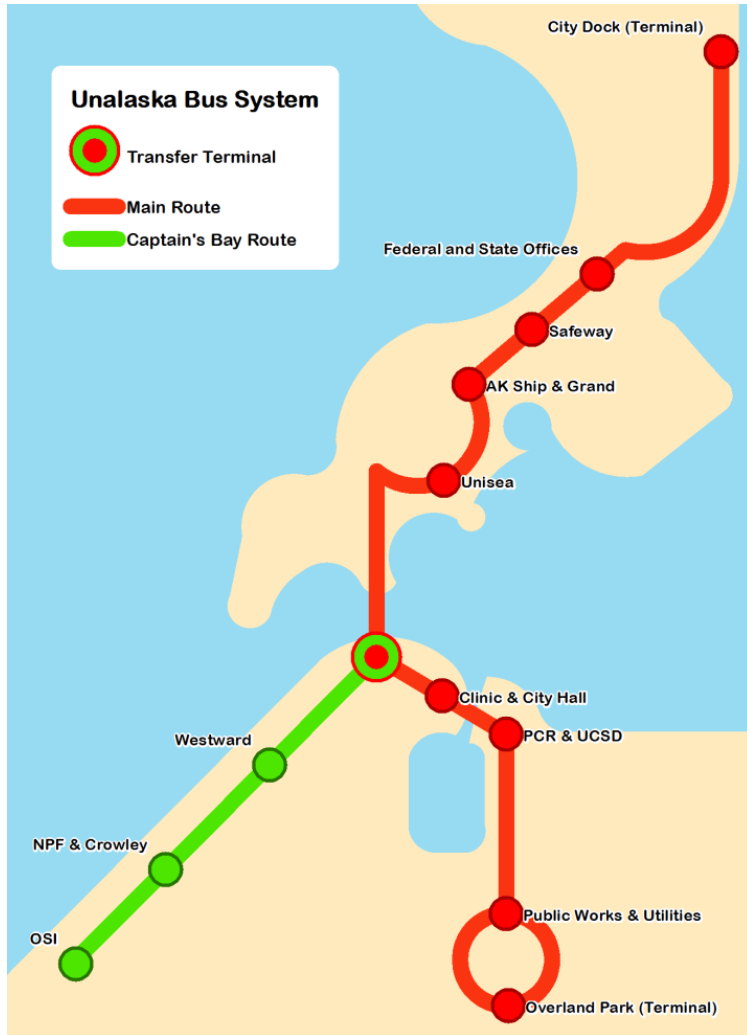 City Dock (Terminal)
Unalaska Bus System
Transfer Terminal
Main Route
Captain's Bay Route
Federal and State Offices
Safeway
AK Ship & Grand
Unisea
Clinic & City Hall
PCR & UCSD
Westward
NPF & Crowley
OSI
Public Works & Utilities
Overland Park (Terminal)